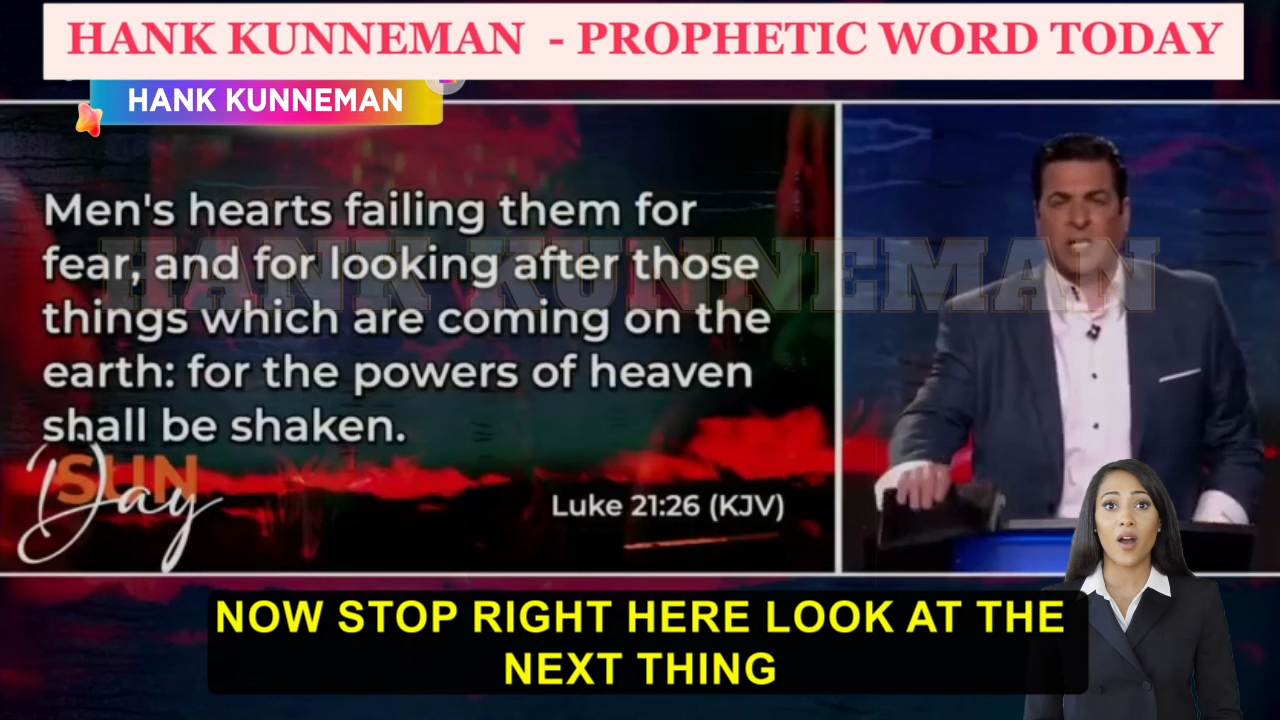 HANK KUNNEMAN - PROPHETIC WORD TODAY
HANK KUNNEMAN
Men's hearts failing them for
fear, and for looking after those
things which are coming on the
earth: for the powers of heaven
shall be shaken.
HANK KUNNEMAN
SUN
Day
Luke 21:26 (KJV)
NOW STOP RIGHT HERE LOOK AT THE
NEXT THING